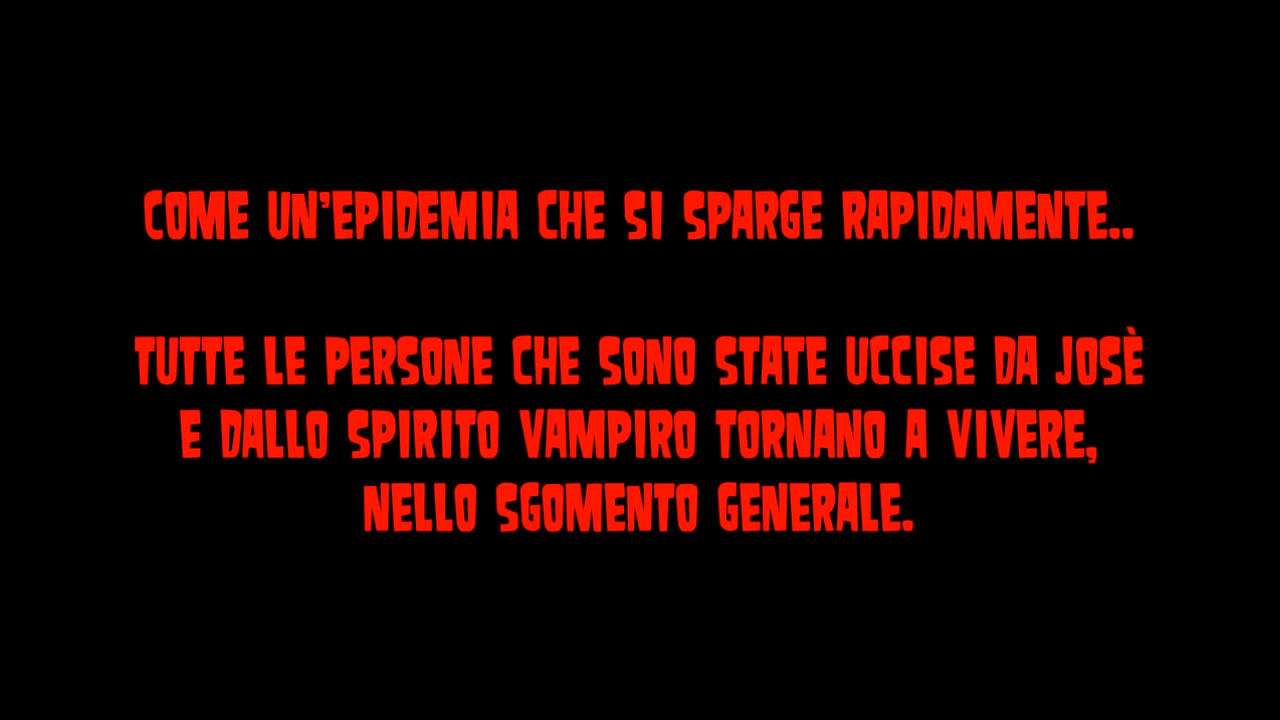 COME UN'EPIDEMIA CHE SI SPARGE RAPIDAMENTE..
TUTTE LE PERSONE CHE SONO STATE UCCISE DA JOSÈ
E DALLO SPIRITO VAMPIRO TORNANO A VIVERE,
NELLO SGOMENTO GENERALE.